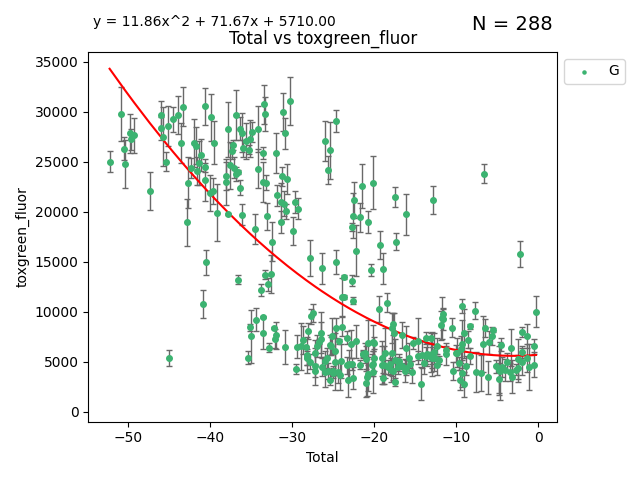 y = 11.86x^2 + 71.67x + 5710.00
N = 288
Total vs toxgreen_fluor
G
35000
30000
25000
20000
15000
10000
5000
0
toxgreen_fluor
−50 −40 −30 −20 −10 0
Total